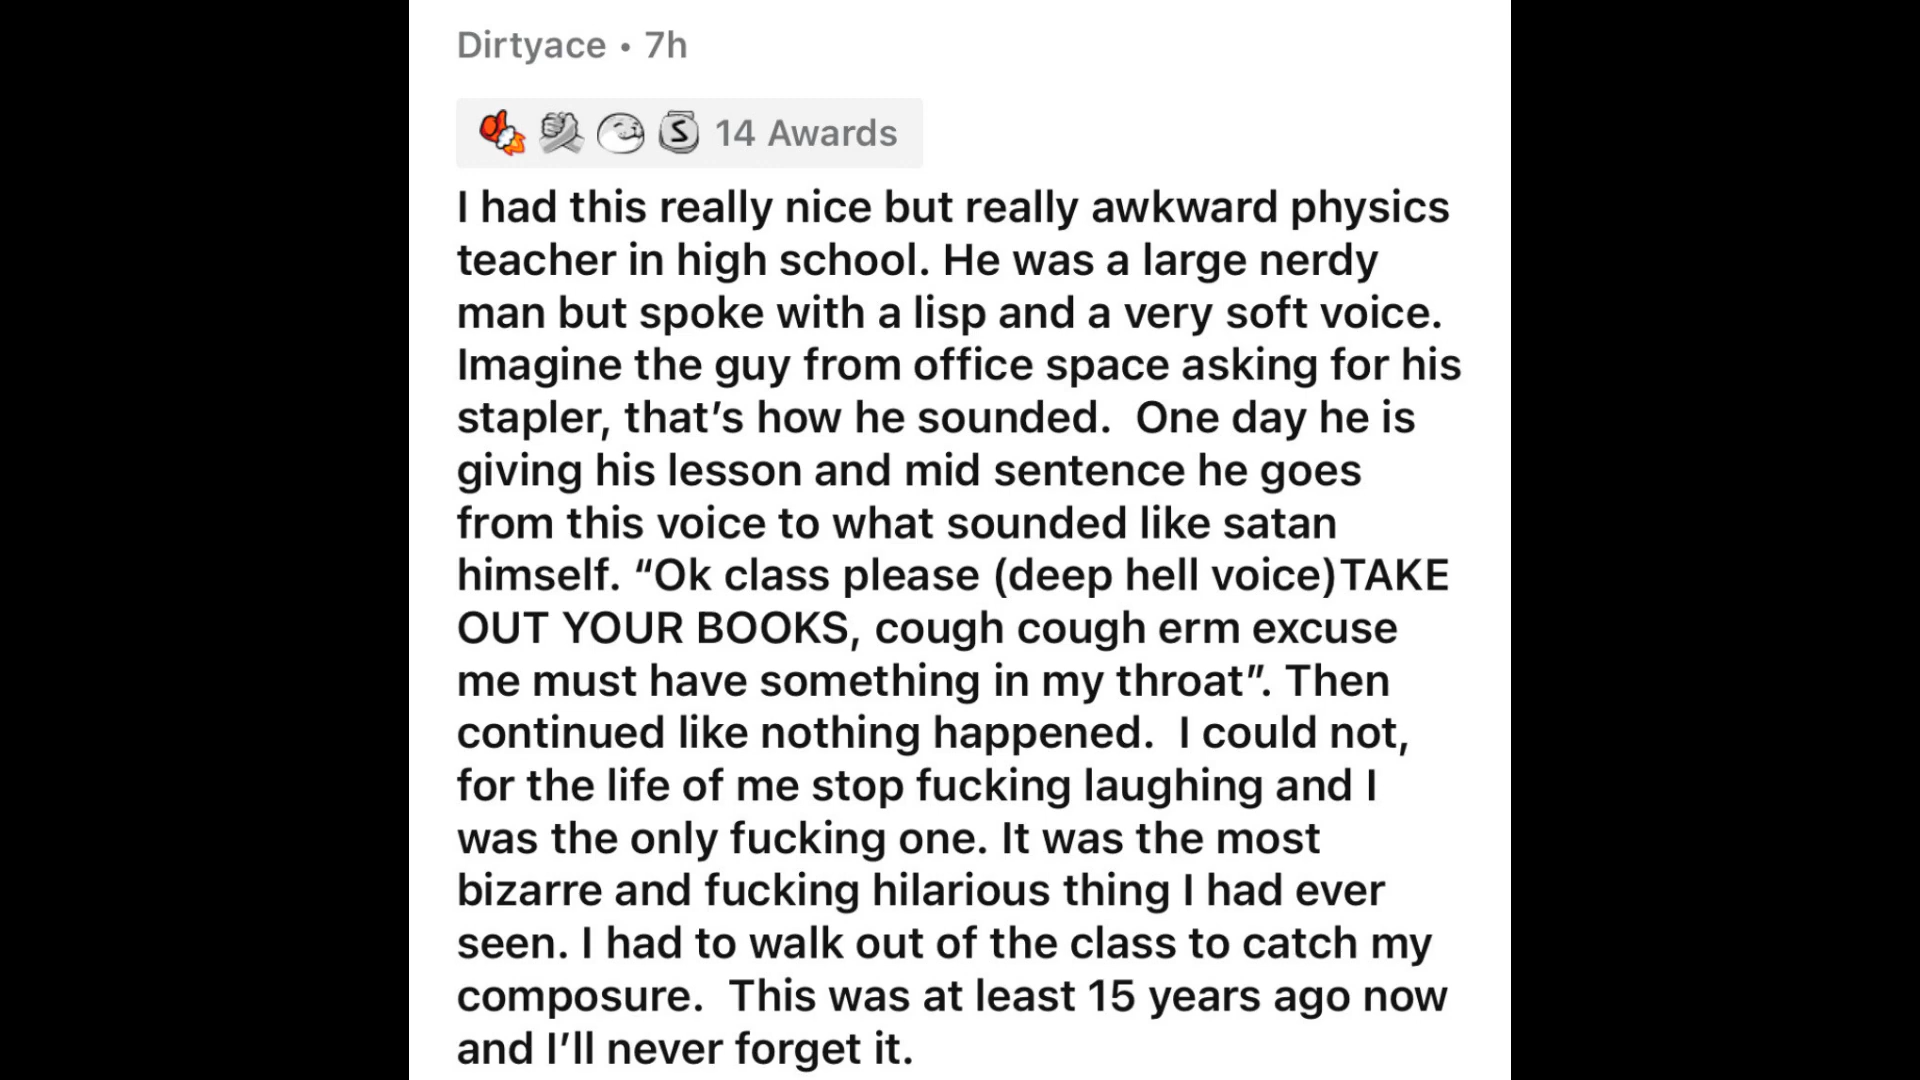 Dirtyace • 7h
S 14 Awards
I had this really nice but really awkward physics
teacher in high school. He was a large nerdy
man but spoke with a lisp and a very soft voice.
Imagine the guy from office space asking for his
stapler, that’s how he sounded.  One day he is
giving his lesson and mid sentence he goes
from this voice to what sounded like satan
himself. “Ok class please (deep hell voice)TAKE
OUT YOUR BOOKS, cough cough erm excuse
me must have something in my throat”. Then
continued like nothing happened.  I could not,
for the life of me stop fucking laughing and I
was the only fucking one. It was the most
bizarre and fucking hilarious thing I had ever
seen. I had to walk out of the class to catch my
composure.  This was at least 15 years ago now
and I’ll never forget it.